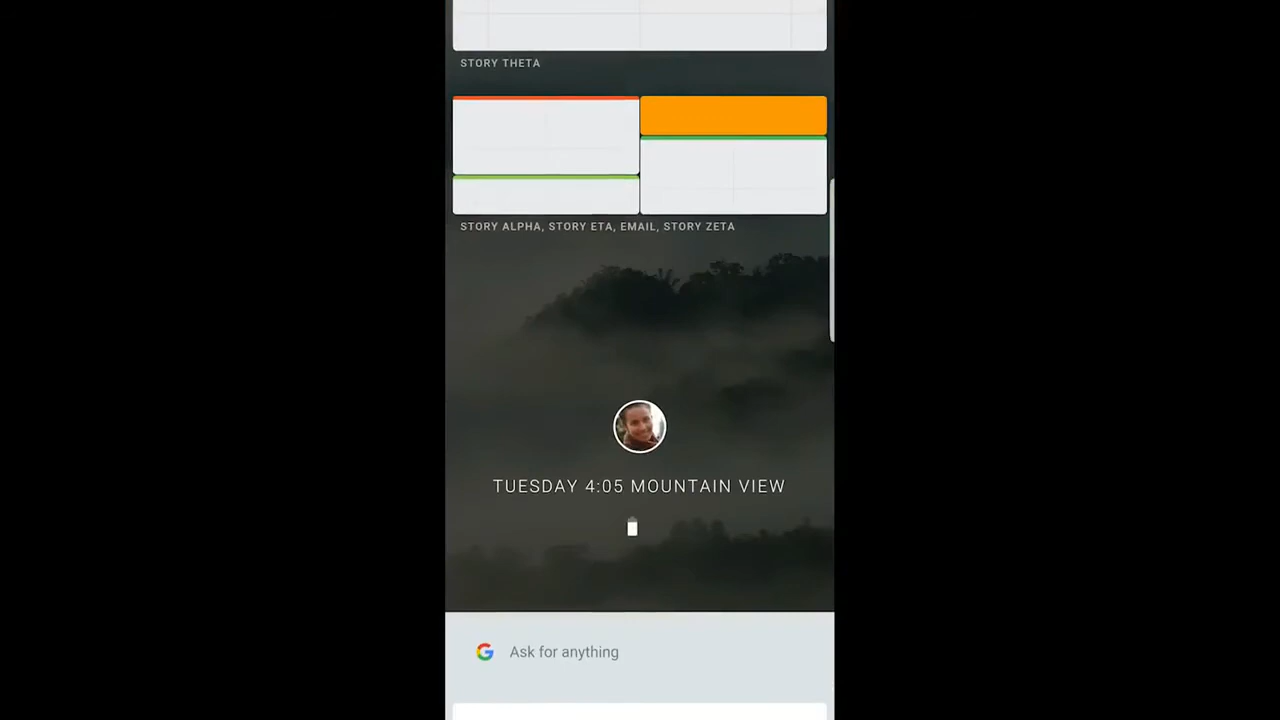 STORY THETA
STORY ALPHA, STORY ETA, EMAIL, STORY ZETA
TUESDAY 4:05 MOUNTAIN VIEW
Ask for anything